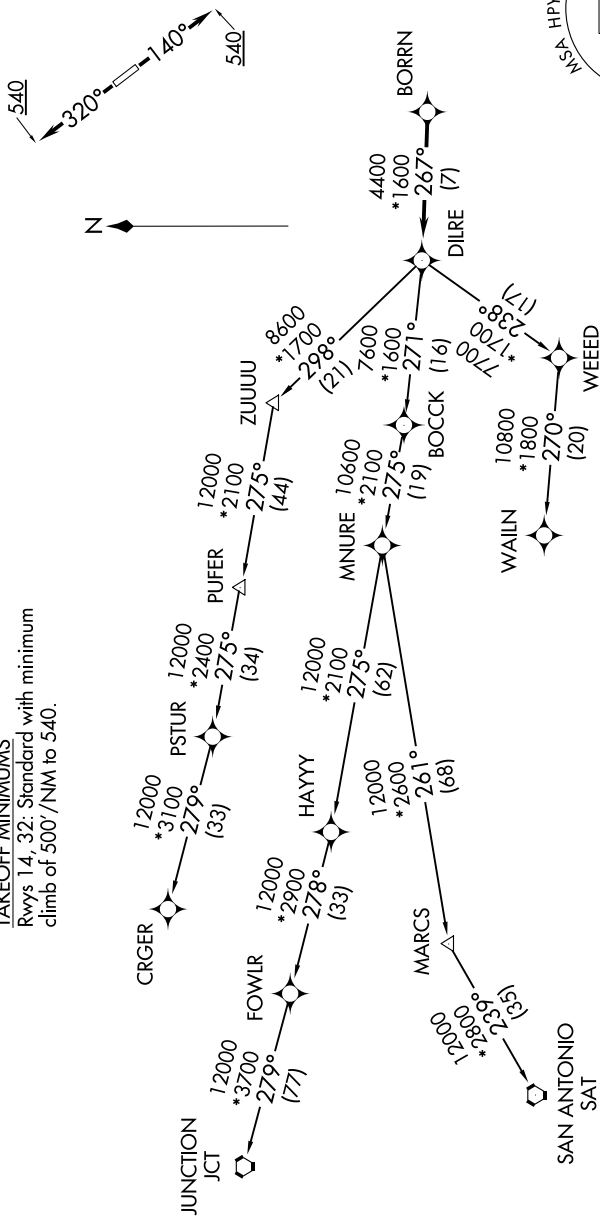 TAKEOFF MINIMUMS
Rwys 14, 32: Standard with minimum
climb of 500'/NM to 540.
540
320°
140°
540
MSA HPY
N
BORRN
4400
*1600
267°
(7)
DILRE
8600
*1700
298°
(21)
ZUUUU
12000
*2100
275°
(44)
PUFER
12000
*2400
275°
(34)
PSTUR
12000
*3100
279°
(33)
CRGER
7600
*1600
271°
(16)
BOCCK
10600
*2100
275°
(19)
MNURE
12000
*2100
275°
(62)
HAYYY
12000
*2900
278°
(33)
FOWLR
12000
*3700
279°
(77)
JUNCTION
JCT
12000
*2600
261°
(68)
MARCS
12000
*2800
239°
(35)
SAN ANTONIO
SAT
7700
*1700
238°
(17)
WEEED
10800
*1800
270°
(20)
WAILN